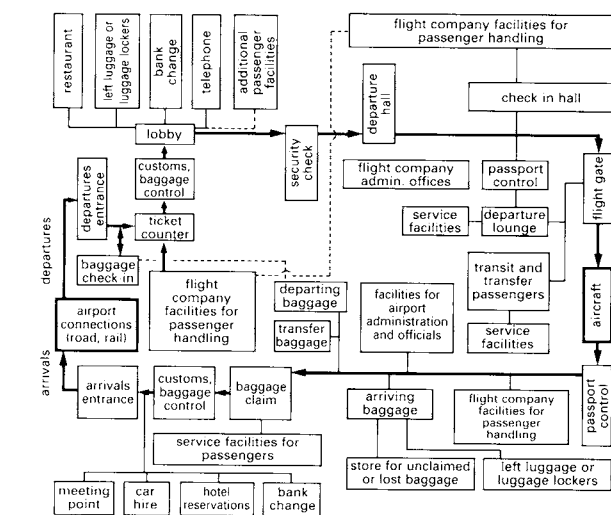 restaurant
left luggage or
luggage lockers
bank
change
telephone
additional
passenger
facilities
flight company facilities for
passenger handling
lobby
security
check
departure
hall
check in hall
customs,
baggage
control
flight company
admin. offices
passport
control
flight gate
departures
departures
entrance
ticket
counter
service
facilities
departure
lounge
baggage
check-in
flight
company
facilities for
passenger
handling
departing
baggage
facilities for
airport
administration
and officials
transit and
transfer
passengers
aircraft
airport
connections
(road, rail)
transfer
baggage
service
facilities
arrivals
arrivals
entrance
customs,
baggage
control
baggage
claim
arriving
baggage
flight company
facilities for
passenger
handling
passport
control
service facilities for
passengers
store for unclaimed
or lost baggage
left luggage or
luggage lockers
meeting
point
car
hire
hotel
reservations
bank
change